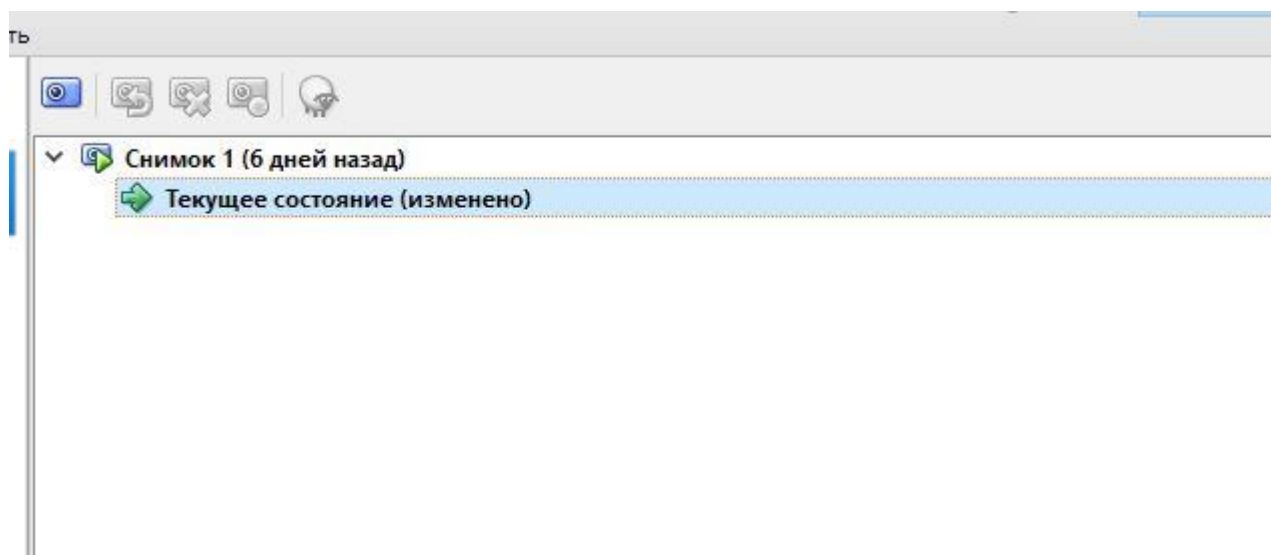 ть
Снимок 1 (6 дней назад)
Текущее состояние (изменено)